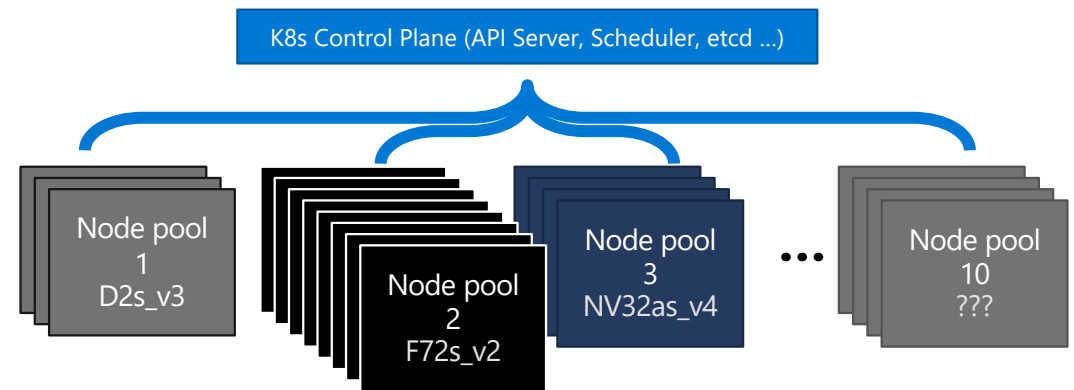 K8s Control Plane (API Server, Scheduler, etcd ...)
Node pool
1
D2s_v3
Node pool
2
F72s_v2
Node pool
3
NV32as_v4
...
Node pool
10
???